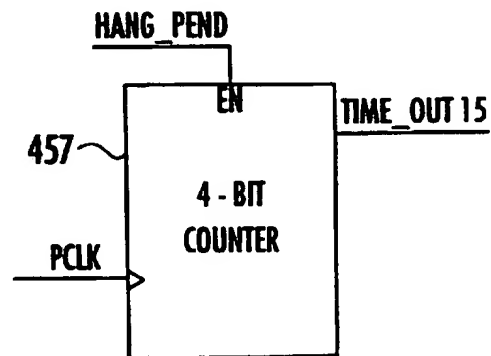 HANG_PEND
EN
TIME_OUT 15
457
4 - BIT
COUNTER
PCLK